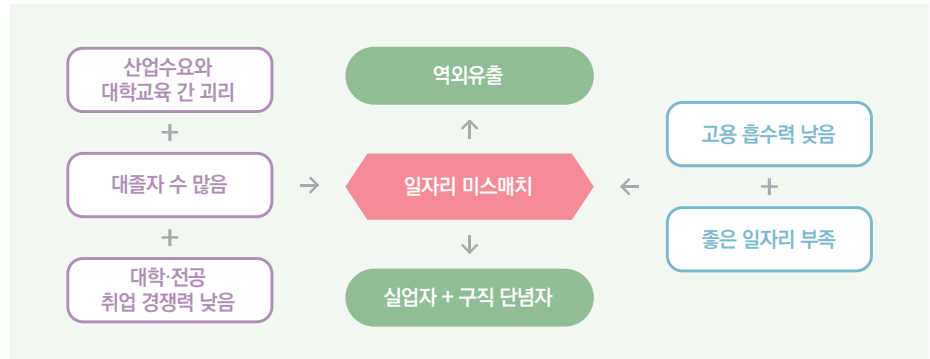 산업수요와
대학교육 간 괴리
+
대졸자 수 많음
+
대학·전공
취업 경쟁력 낮음
→
역외유출
↑
일자리 미스매치
↓
실업자 + 구직 단념자
←
고용 흡수력 낮음
+
좋은 일자리 부족